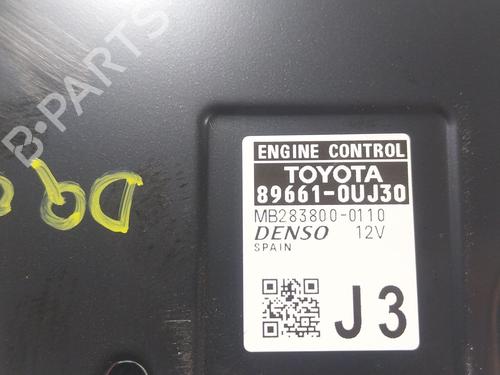 B-PARTS
ENGINE CONTROL
TOYOTA
89661-0UJ30
MB283800-0110
DENSO 12V
SPAIN
J3